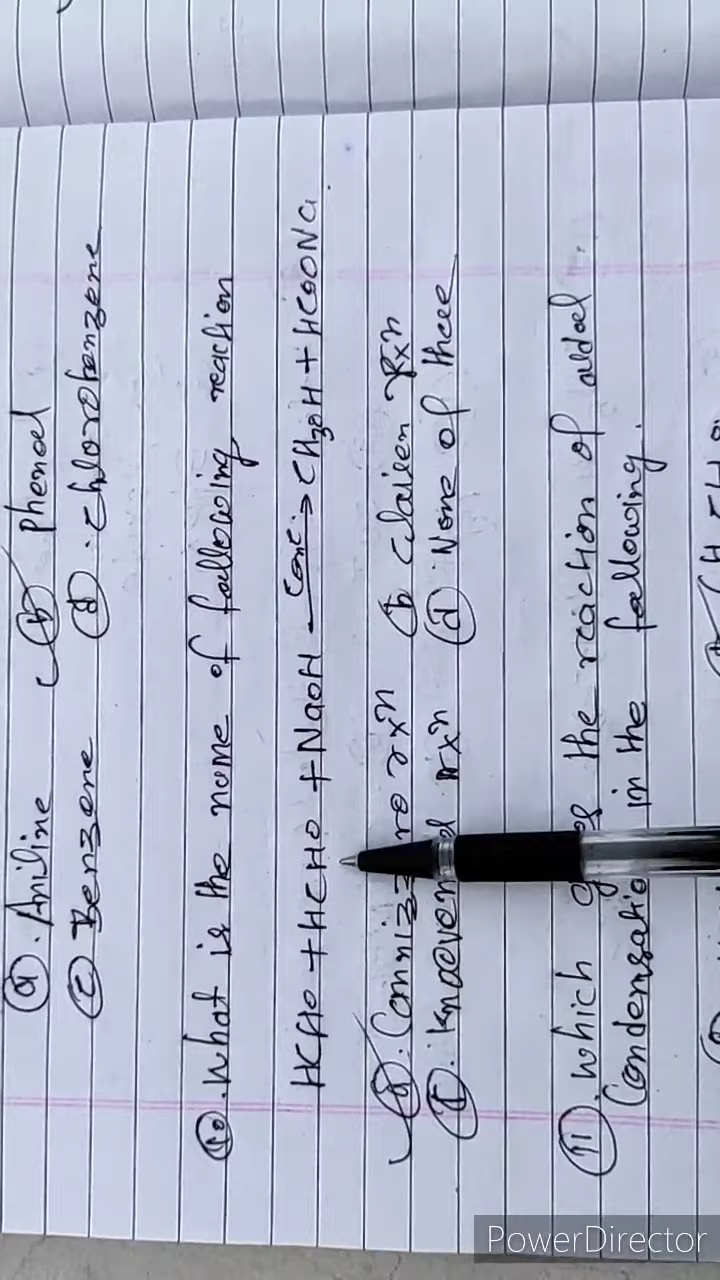 (a). Aniline (b) phenol
(c) Benzene (d). chlorobenzene
(10). What is the name of following reaction
HCHO + HCHO + NaOH conc. → CH3OH + HCOONa
(a). Cannizzaro rxn (b Claisen rxn
(c). rxn (d) None of these
(11). which of the reaction of aldol
Condensation in the following.
PowerDirector